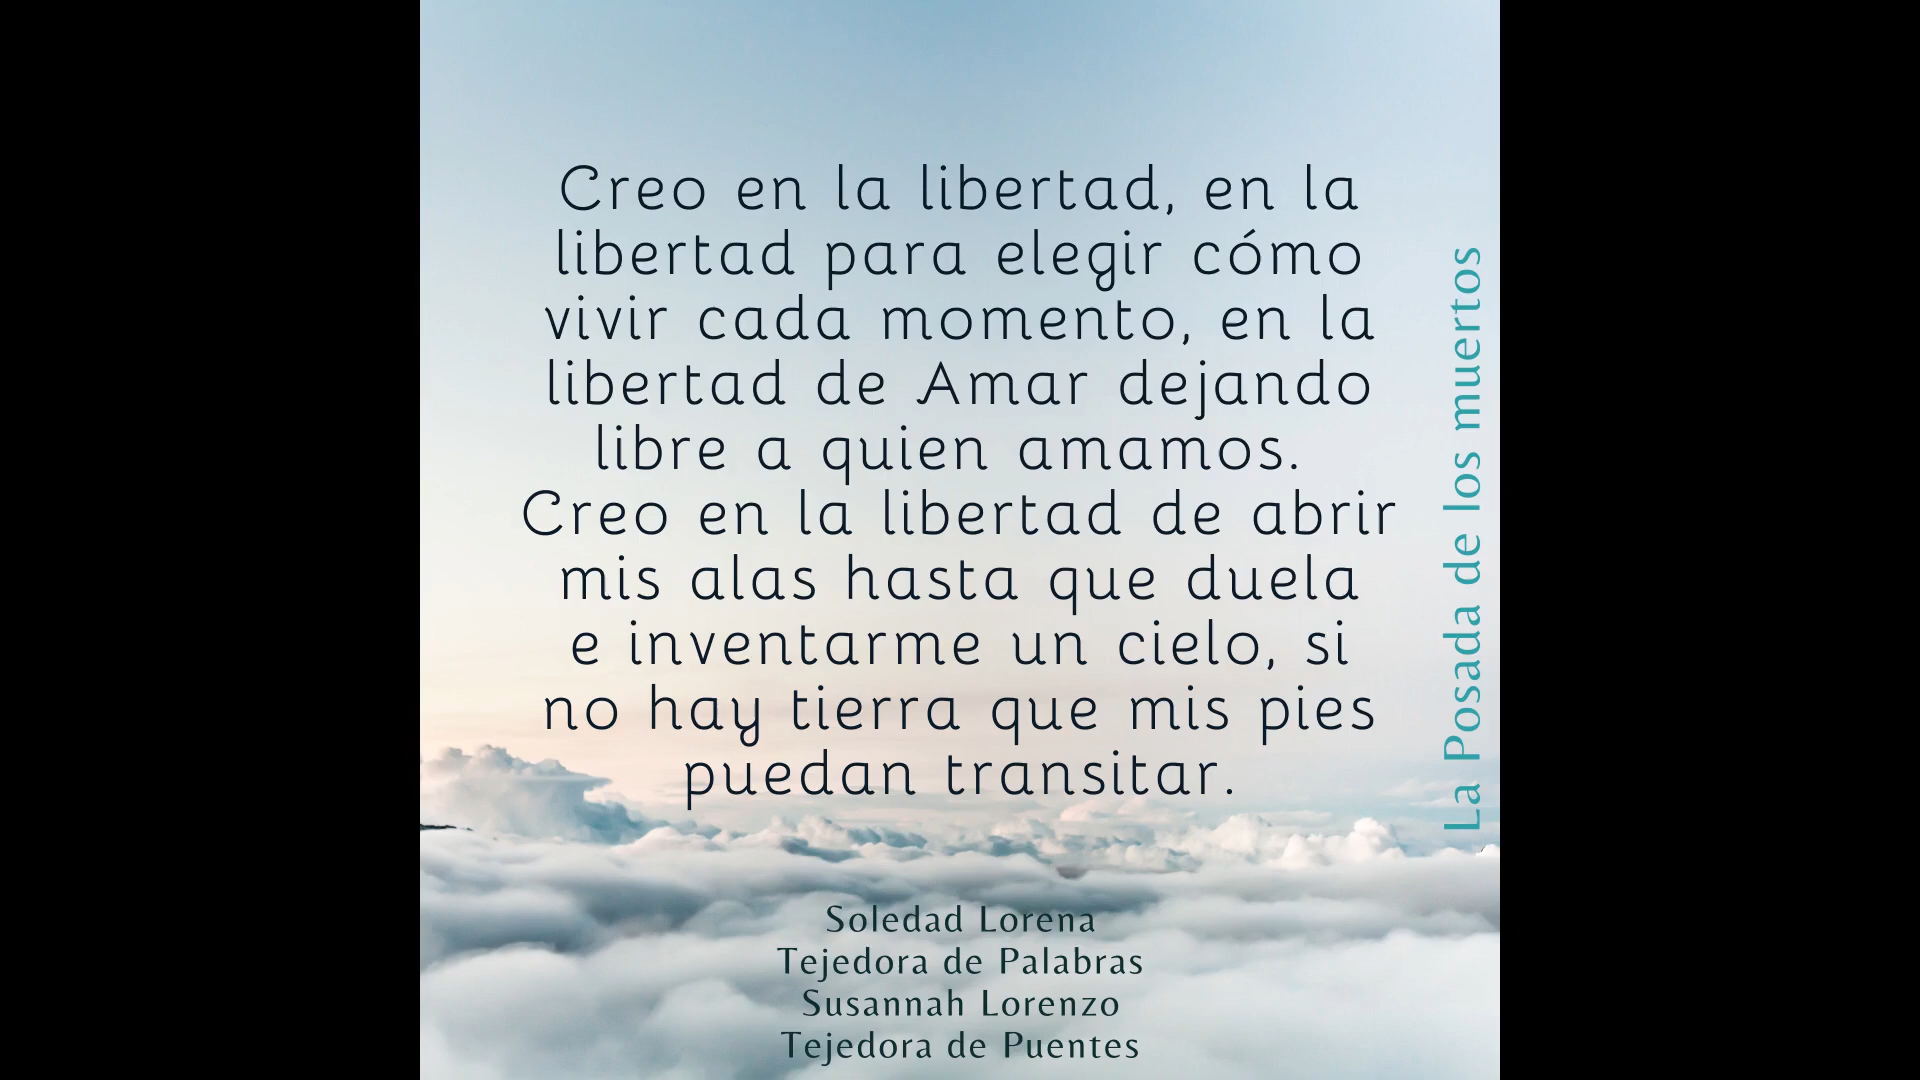 Creo en la libertad, en la
libertad para elegir cómo
vivir cada momento, en la
libertad de Amar dejando
libre a quien amamos.
Creo en la libertad de abrir
mis alas hasta que duela
e inventarme un cielo, si
no hay tierra que mis pies
puedan transitar.
La Posada de los muertos
Soledad Lorena
Tejedora de Palabras
Susannah Lorenzo
Tejedora de Puentes